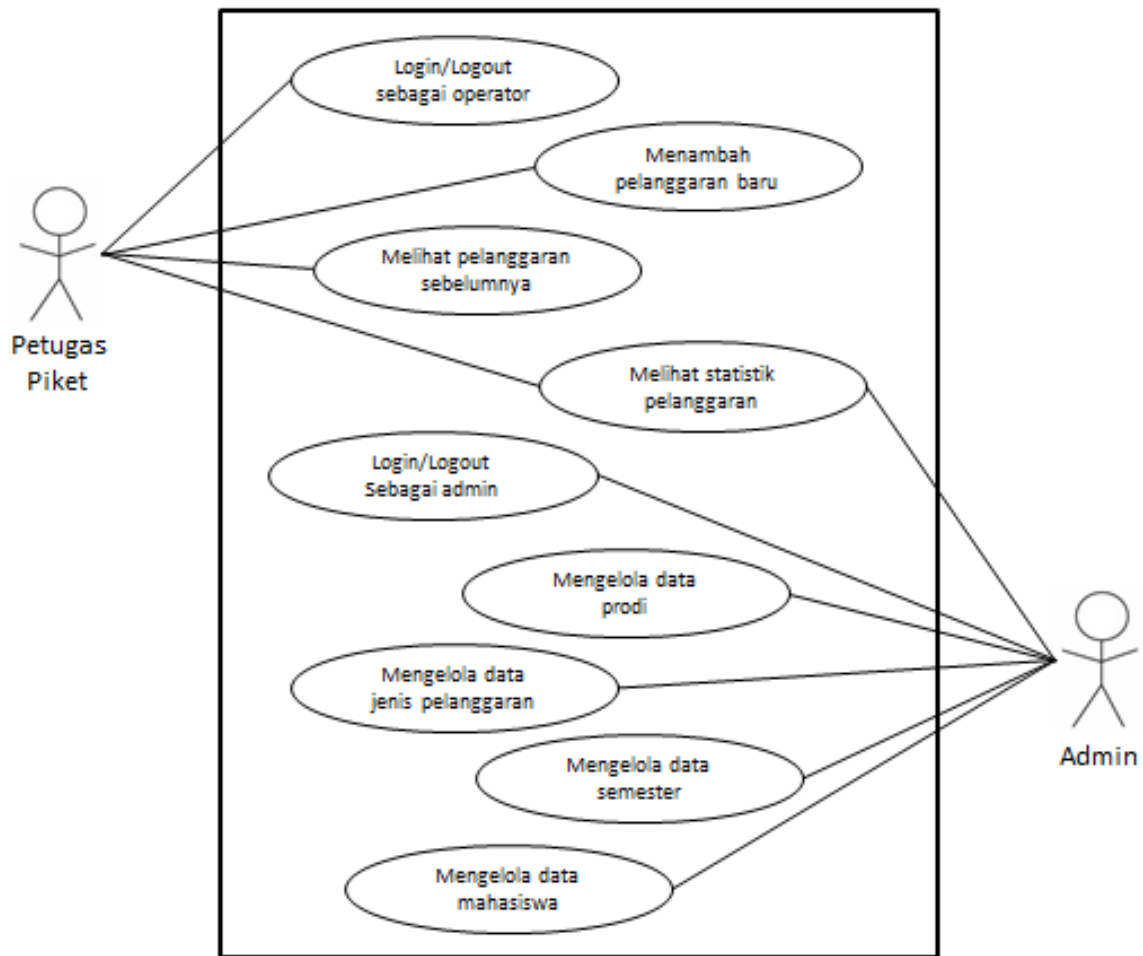 Login/Logout
sebagai operator
Menambah
pelanggaran baru
Melihat pelanggaran
sebelumnya
Petugas
Piket
Melihat statistik
pelanggaran
Login/Logout
Sebagai admin
Mengelola data
prodi
Mengelola data
jenis pelanggaran
Mengelola data
semester
Admin
Mengelola data
mahasiswa